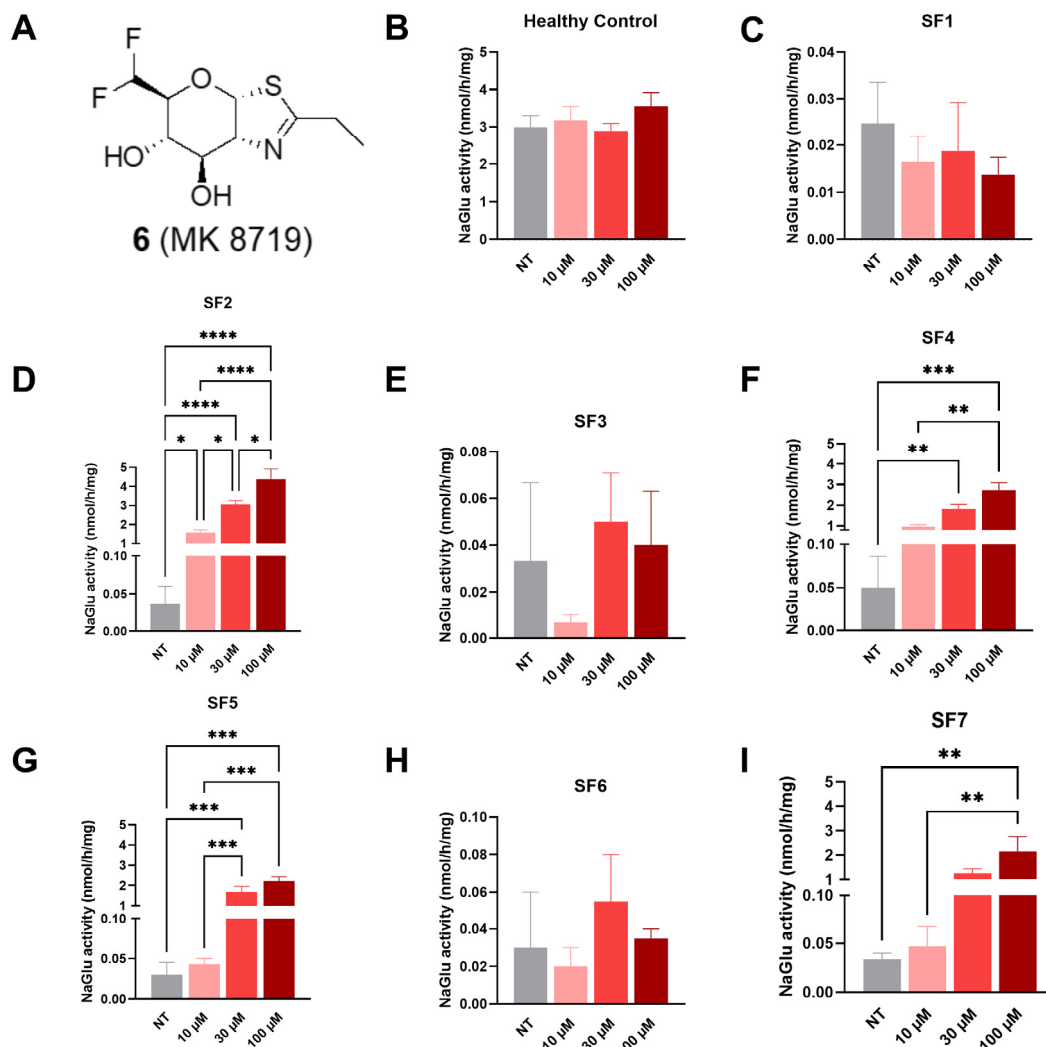 A
F
F
O
S
N
HO
OH
6 (MK 8719)
B
Healthy Control
NaGlu activity (nmol/h/mg)
5
4
3
2
1
0
NT
10 µM
30 µM
100 µM
C
SF1
NaGlu activity (nmol/h/mg)
0.04
0.03
0.02
0.01
0.00
NT
10 µM
30 µM
100 µM
D
SF2
****
****
****
* * *
NaGlu activity (nmol/h/mg)
5
4
3
2
1
0.10
0.05
0.00
NT
10 µM
30 µM
100 µM
E
SF3
NaGlu activity (nmol/h/mg)
0.08
0.06
0.04
0.02
0.00
NT
10 µM
30 µM
100 µM
F
SF4
***
**
**
NaGlu activity (nmol/h/mg)
5
4
3
2
1
0.10
0.05
0.00
NT
10 µM
30 µM
100 µM
G
SF5
***
***
***
***
NaGlu activity (nmol/h/mg)
5
4
3
2
1
0.10
0.05
0.00
NT
10 µM
30 µM
100 µM
H
SF6
NaGlu activity (nmol/h/mg)
0.10
0.08
0.06
0.04
0.02
0.00
NT
10 µM
30 µM
00 µM
I
SF7
**
**
NaGlu activity (nmol/h/mg)
5
4
3
2
1
0.10
0.05
0.00
NT
10 µM
30 µM
100 µM